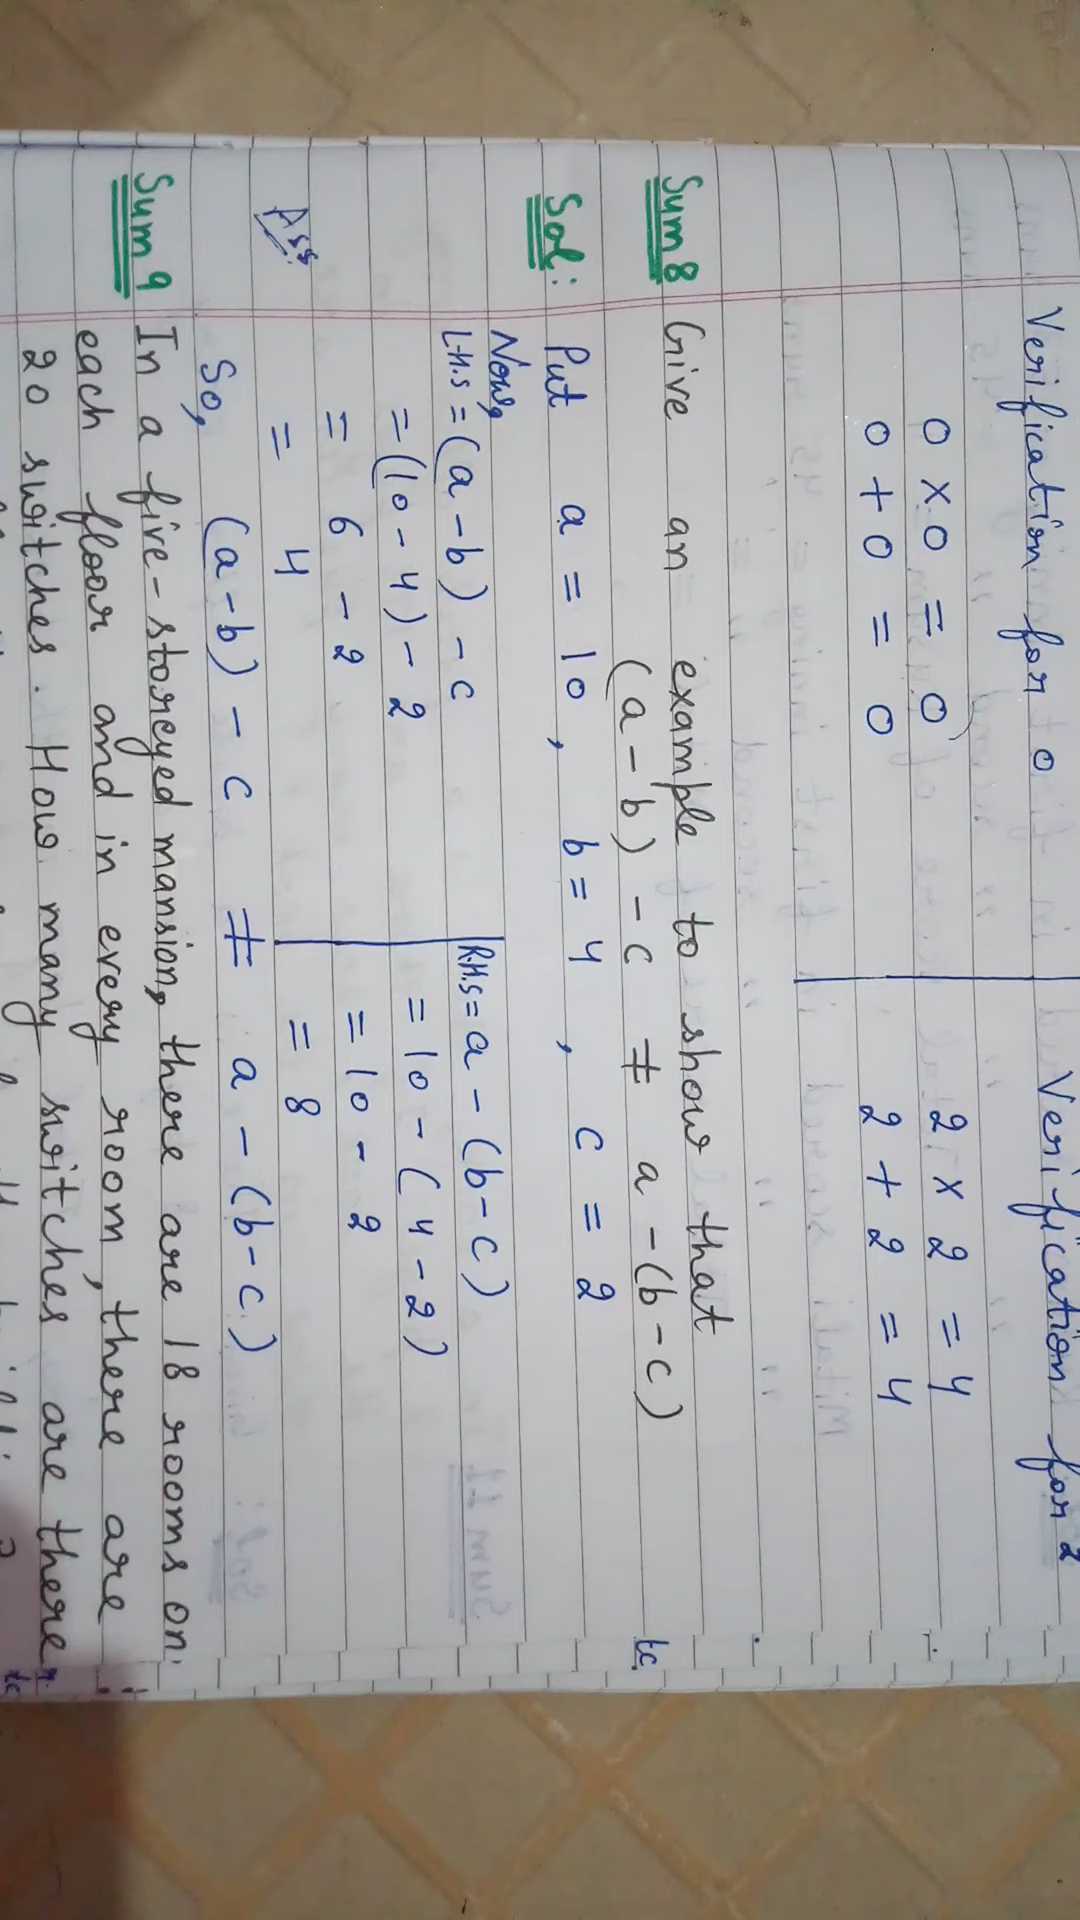 Verification for 0 Verification for 2
0 × 0 = 0 2 × 2 = 4
0 + 0 = 0 2 + 2 = 4
Sum 8 Give an example to show that
(a - b) - c ≠ a - (b - c)
Sol: Put a = 10, b = 4, c = 2
Now,
L.H.S = (a - b) - c R.H.S = a - (b - c)
= (10 - 4) - 2 = 10 - (4 - 2)
= 6 - 2 = 10 - 2
= 4 = 8
So, (a - b) - c ≠ a - (b - c)
Sum 9 In a five-storeyed mansion, there are 18 rooms on
each floor and in every room, there are
20 switches. How many switches are there